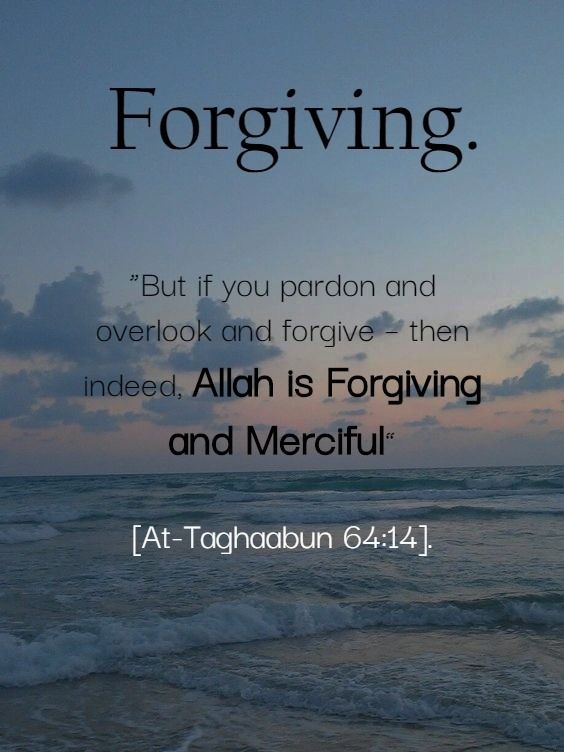 Forgiving.
”But if you pardon and
overlook and forgive – then
indeed, Allah is Forgiving
and Merciful“
[At-Taghaabun 64:14].